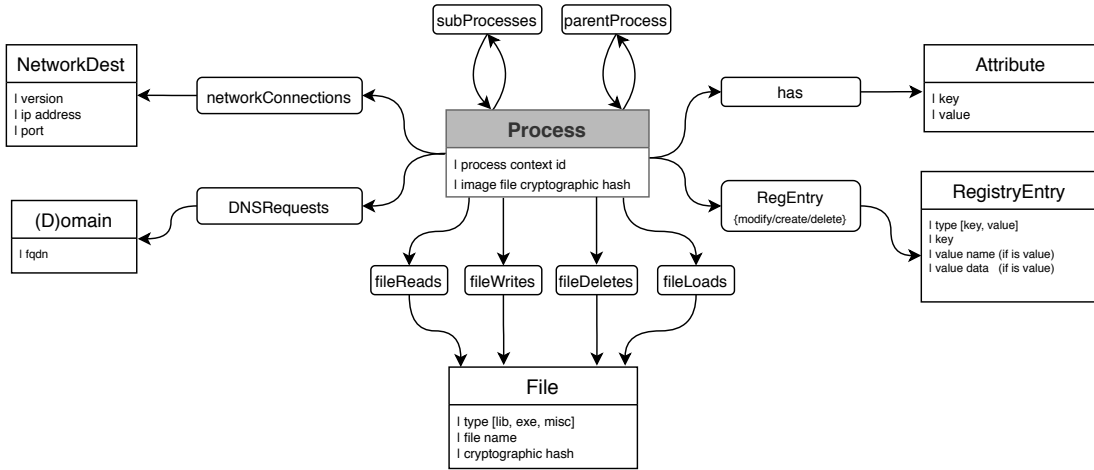 subProcesses
parentProcess
NetworkDest
| version
| ip address
| port
networkConnections
has
Attribute
| key
| value
Process
| process context id
| image file cryptographic hash
(D)omain
| fqdn
DNSRequests
RegEntry
{modify/create/delete}
RegistryEntry
| type [key, value]
| key
| value name (if is value)
| value data (if is value)
fileReads
fileWrites
fileDeletes
fileLoads
File
| type [lib, exe, misc]
| file name
| cryptographic hash